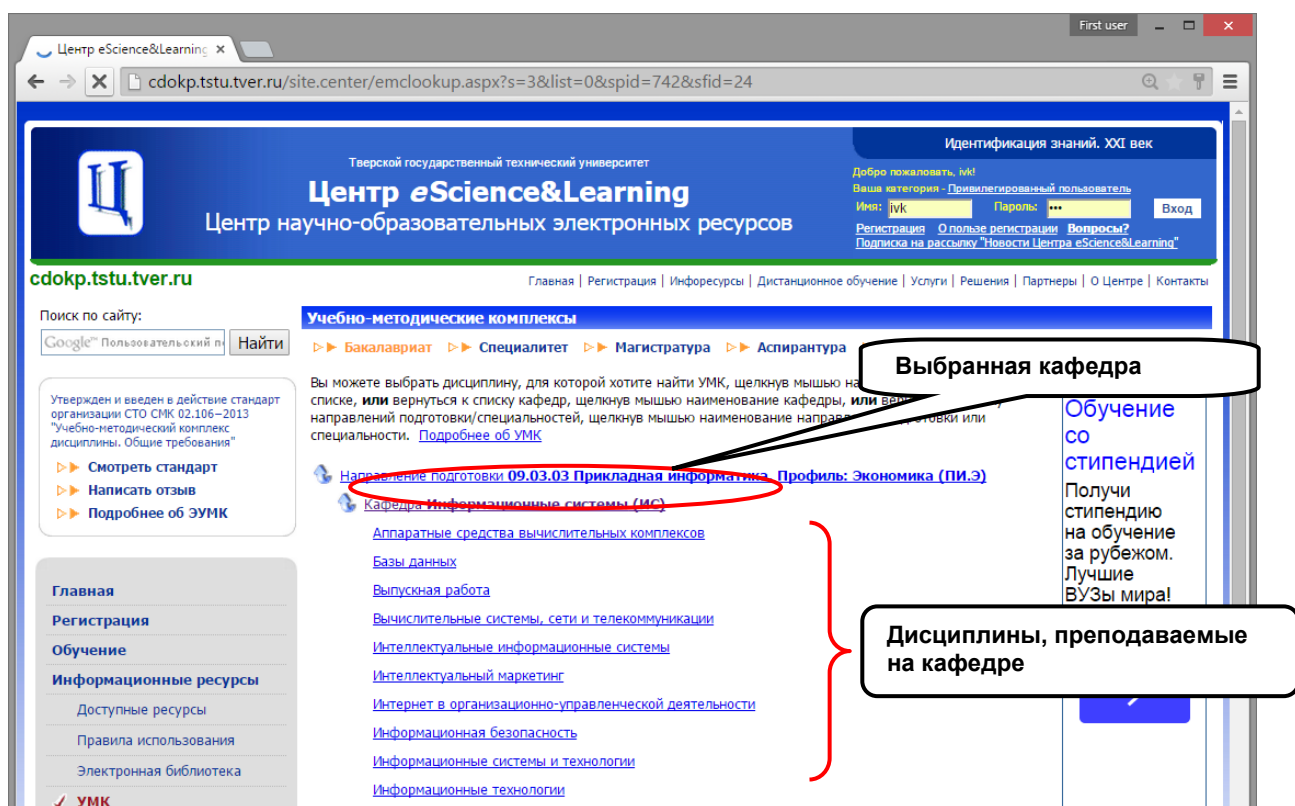 First user
Центр eScience&Learning
cdokp.tstu.tver.ru/site.center/emclookup.aspx?s=3&list=0&spid=742&sfid=24
Идентификация знаний. XXI век
Тверской государственный технический университет
Центр eScience&Learning
Центр научно-образовательных электронных ресурсов
Добро пожаловать, ivk!
Ваша категория - Привилегированный пользователь
Имя: ivk Пароль: ••• Вход
Регистрация О пользе регистрации Вопросы?
Подписка на рассылку "Новости Центра eScience&Learning"
cdokp.tstu.tver.ru
Главная | Регистрация | Инфоресурсы | Дистанционное обучение | Услуги | Решения | Партнеры | О Центре | Контакты
Поиск по сайту:
Google™ Пользовательский Найти
Утвержден и введен в действие стандарт
организации СТО СМК 02.106–2013
"Учебно-методический комплекс
дисциплины. Общие требования"
Смотреть стандарт
Написать отзыв
Подробнее об ЭУМК
Главная
Регистрация
Обучение
Информационные ресурсы
Доступные ресурсы
Правила использования
Электронная библиотека
УМК
Учебно-методические комплексы
Бакалавриат Специалитет Магистратура Аспирантура
Вы можете выбрать дисциплину, для которой хотите найти УМК, щелкнув мышью
списке, или вернуться к списку кафедр, щелкнув мышью наименование кафедры, или
направлений подготовки/специальностей, щелкнув мышью наименование или
специальности. Подробнее об УМК
Направление подготовки 09.03.03 Прикладная информатика. Профиль: Экономика (ПИ.Э)
Кафедра Информационные системы (ИС)
Аппаратные средства вычислительных комплексов
Базы данных
Выпускная работа
Вычислительные системы, сети и телекоммуникации
Интеллектуальные информационные системы
Интеллектуальный маркетинг
Интернет в организационно-управленческой деятельности
Информационная безопасность
Информационные системы и технологии
Информационные технологии
Выбранная кафедра
Обучение
со
стипендией
Получи
стипендию
на обучение
за рубежом.
Лучшие
ВУЗы мира!
Дисциплины, преподаваемые
на кафедре